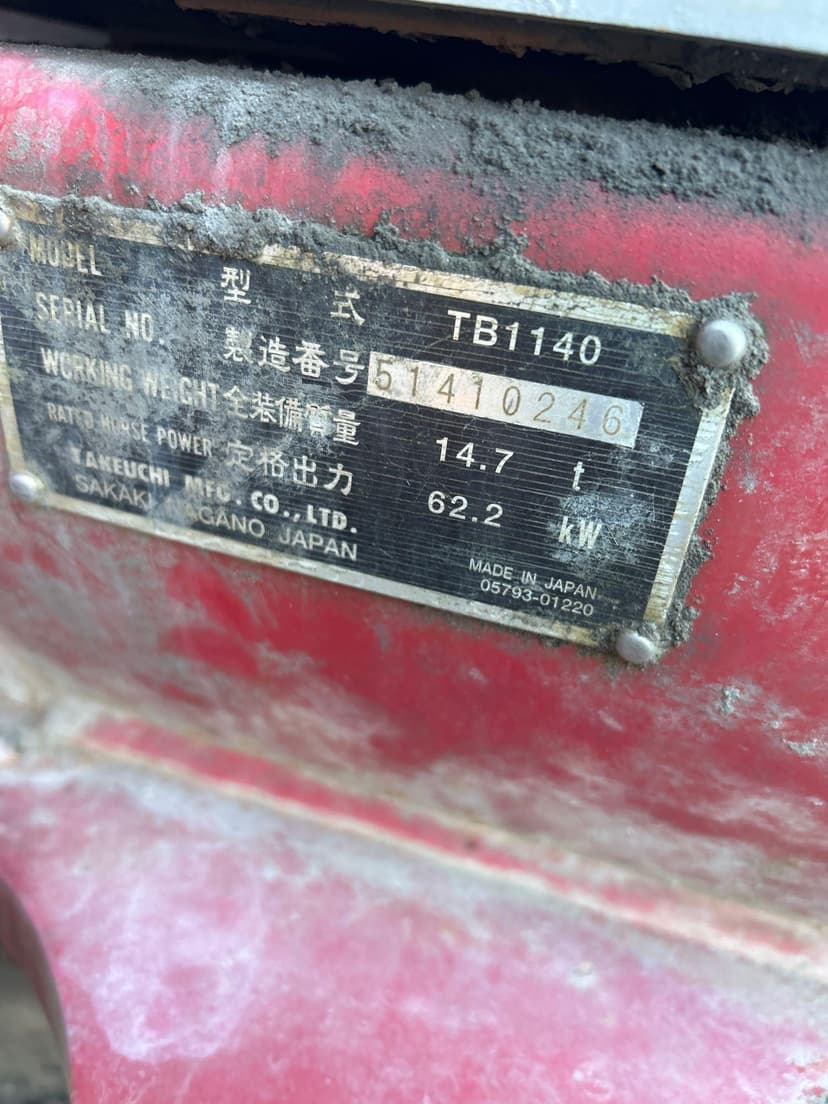 MODEL 型式 TB1140
SERIAL NO. 製造番号 51410246
WORKING WEIGHT 全装備質量 14.7 t
RATED HORSE POWER 定格出力 62.2 kW
TAKEUCHI MFG. CO., LTD.
SAKAKI NAGANO JAPAN
MADE IN JAPAN
05793-01220